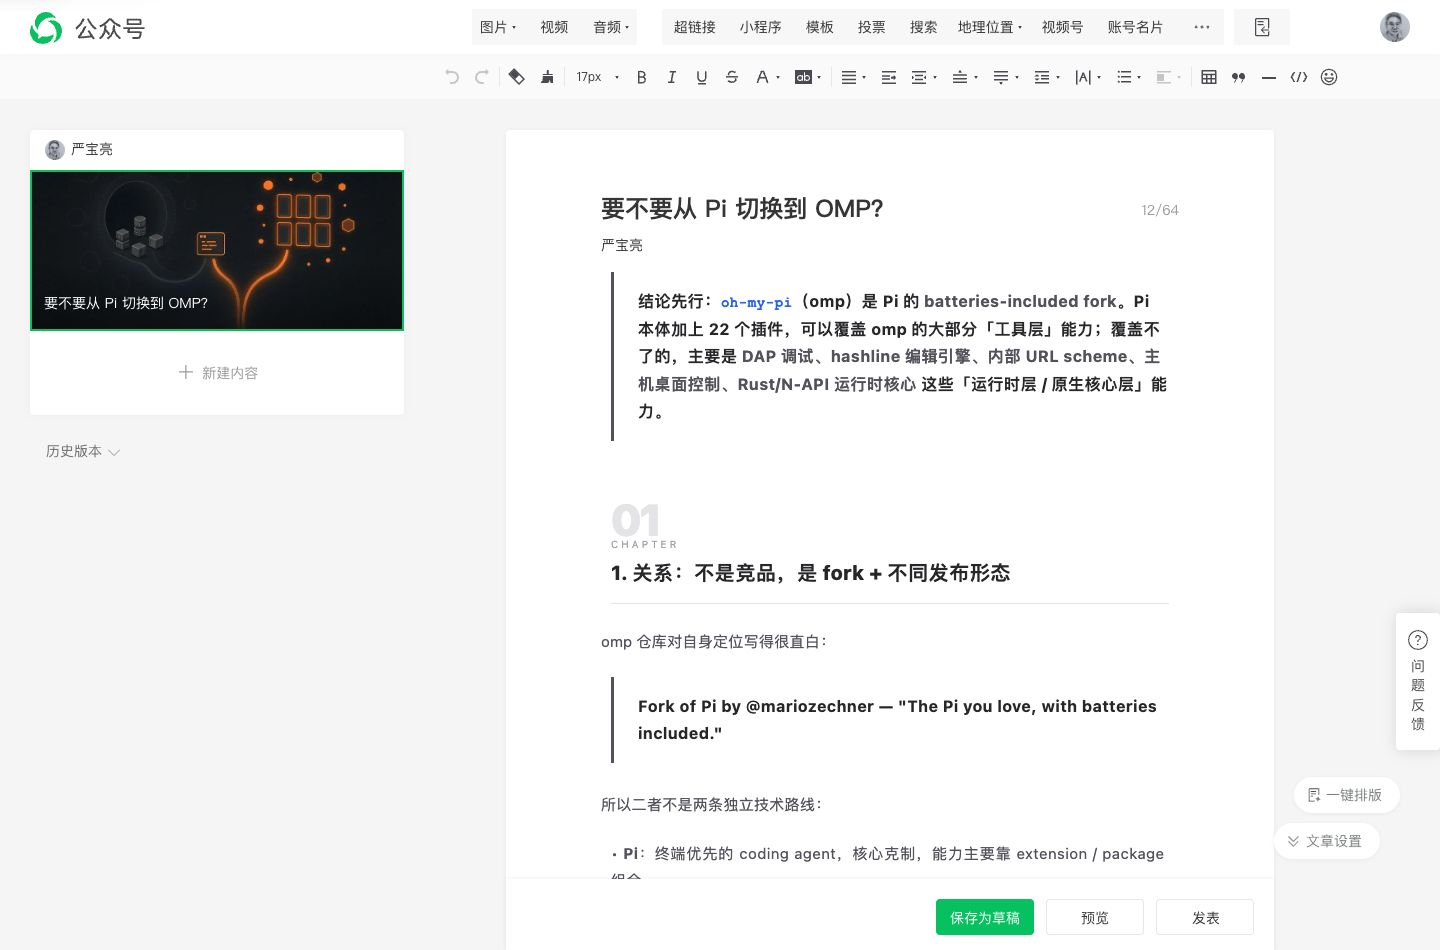 公众号
图片 视频 音频 超链接 小程序 模板 投票 搜索 地理位置 视频号 账号名片 ···
17px B I U S A ab |A| </>
严宝亮
要不要从 Pi 切换到 OMP?
新建内容
历史版本
要不要从 Pi 切换到 OMP?
12/64
严宝亮
结论先行：oh-my-pi（omp）是 Pi 的 batteries-included fork。Pi
本体加上 22 个插件，可以覆盖 omp 的大部分「工具层」能力；覆盖不
了的，主要是 DAP 调试、hashline 编辑引擎、内部 URL scheme、主
机桌面控制、Rust/N-API 运行时核心 这些「运行时层 / 原生核心层」能
力。
01
CHAPTER
1. 关系：不是竞品，是 fork + 不同发布形态
omp 仓库对自身定位写得很直白：
Fork of Pi by @mariozechner — "The Pi you love, with batteries
included."
所以二者不是两条独立技术路线：
• Pi：终端优先的 coding agent，核心克制，能力主要靠 extension / package
保存为草稿 预览 发表
问题反馈
一键排版
文章设置